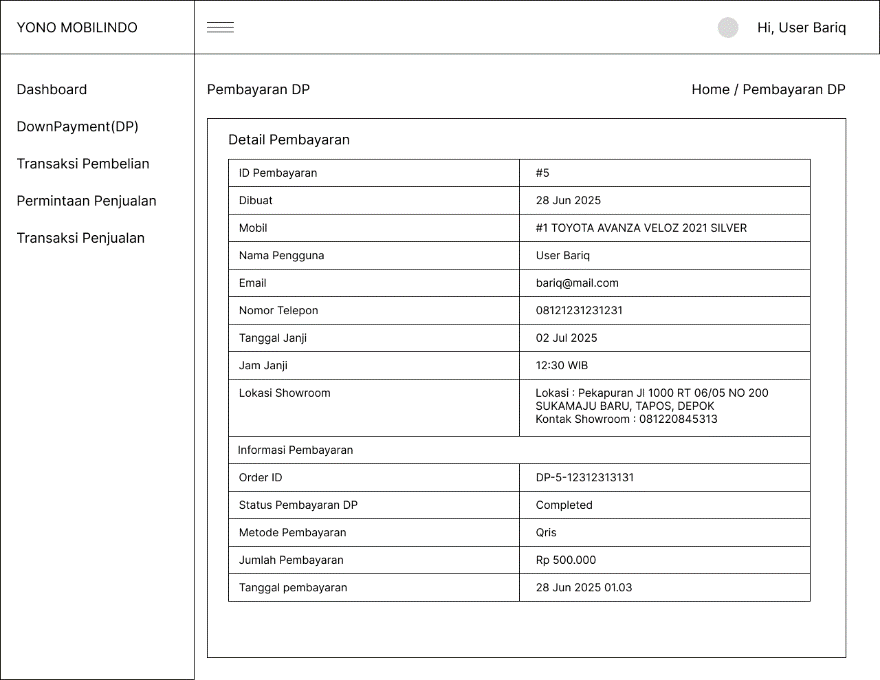 YONO MOBILINDO
Hi, User Bariq
Dashboard
DownPayment(DP)
Transaksi Pembelian
Permintaan Penjualan
Transaksi Penjualan
Pembayaran DP
Home / Pembayaran DP
Detail Pembayaran
ID Pembayaran #5
Dibuat 28 Jun 2025
Mobil #1 TOYOTA AVANZA VELOZ 2021 SILVER
Nama Pengguna User Bariq
Email bariq@mail.com
Nomor Telepon 08121231231231
Tanggal Janji 02 Jul 2025
Jam Janji 12:30 WIB
Lokasi Showroom Lokasi : Pekapuran Jl 1000 RT 06/05 NO 200
SUKAMAJU BARU, TAPOS, DEPOK
Kontak Showroom : 081220845313
Informasi Pembayaran
Order ID DP-5-12312313131
Status Pembayaran DP Completed
Metode Pembayaran Qris
Jumlah Pembayaran Rp 500.000
Tanggal pembayaran 28 Jun 2025 01.03